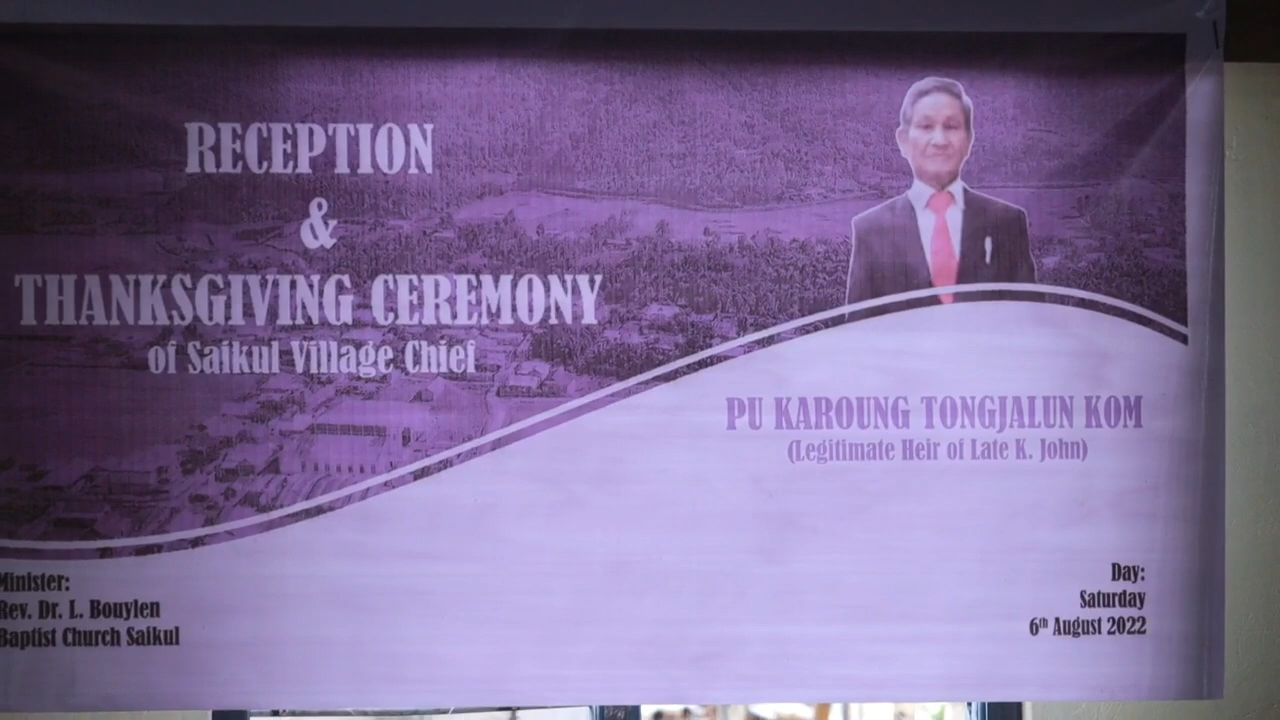 RECEPTION
&
THANKSGIVING CEREMONY
of Saikul Village Chief
PU KAROUNG TONGJALUN KOM
(Legitimate Heir of Late K. John)
Minister:
Rev. Dr. L. Bouylen
Baptist Church Saikul
Day:
Saturday
6th August 2022